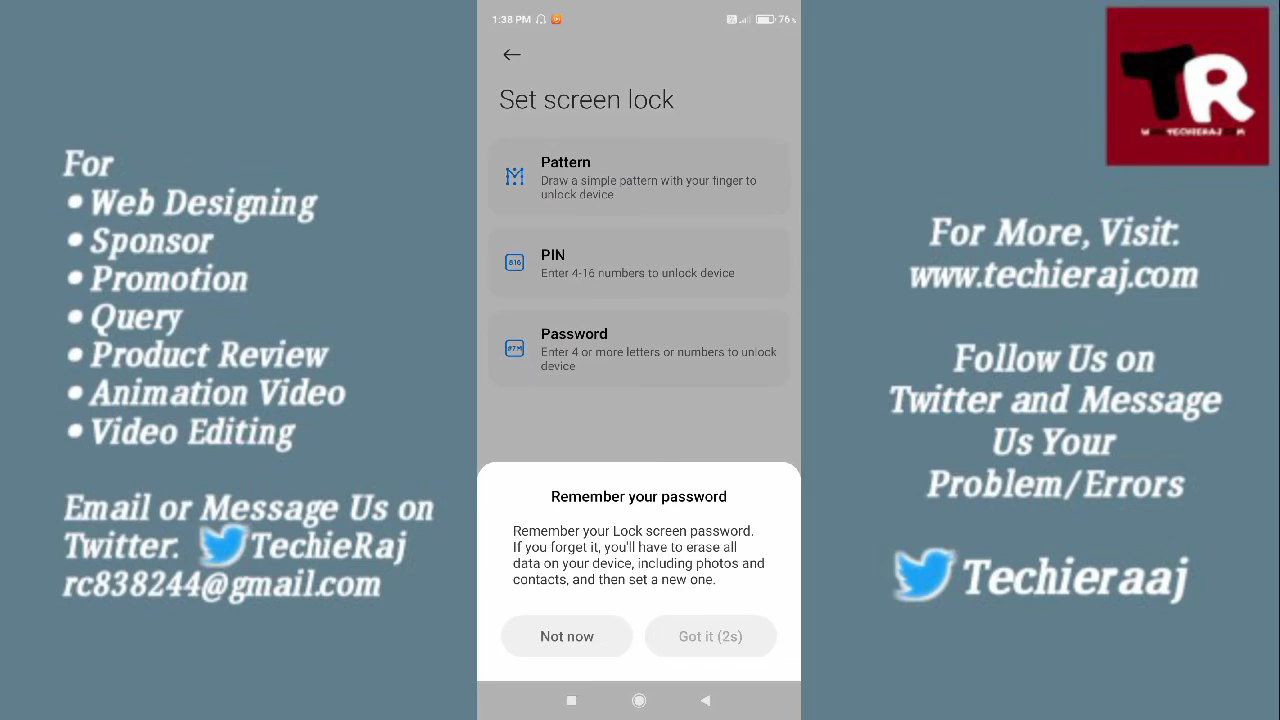 For
• Web Designing
• Sponsor
• Promotion
• Query
• Product Review
• Animation Video
• Video Editing
Email or Message Us on
Twitter. TechieRaj
rc838244@gmail.com
1:38 PM
76%
Set screen lock
Pattern
Draw a simple pattern with your finger to
unlock device
PIN
Enter 4-16 numbers to unlock device
Password
Enter 4 or more letters or numbers to unlock
device
Remember your password
Remember your Lock screen password.
If you forget it, you'll have to erase all
data on your device, including photos and
contacts, and then set a new one.
Not now
Got it (2s)
TR
For More, Visit:
www.techieraj.com
Follow Us on
Twitter and Message
Us Your
Problem/Errors
Techieraaj